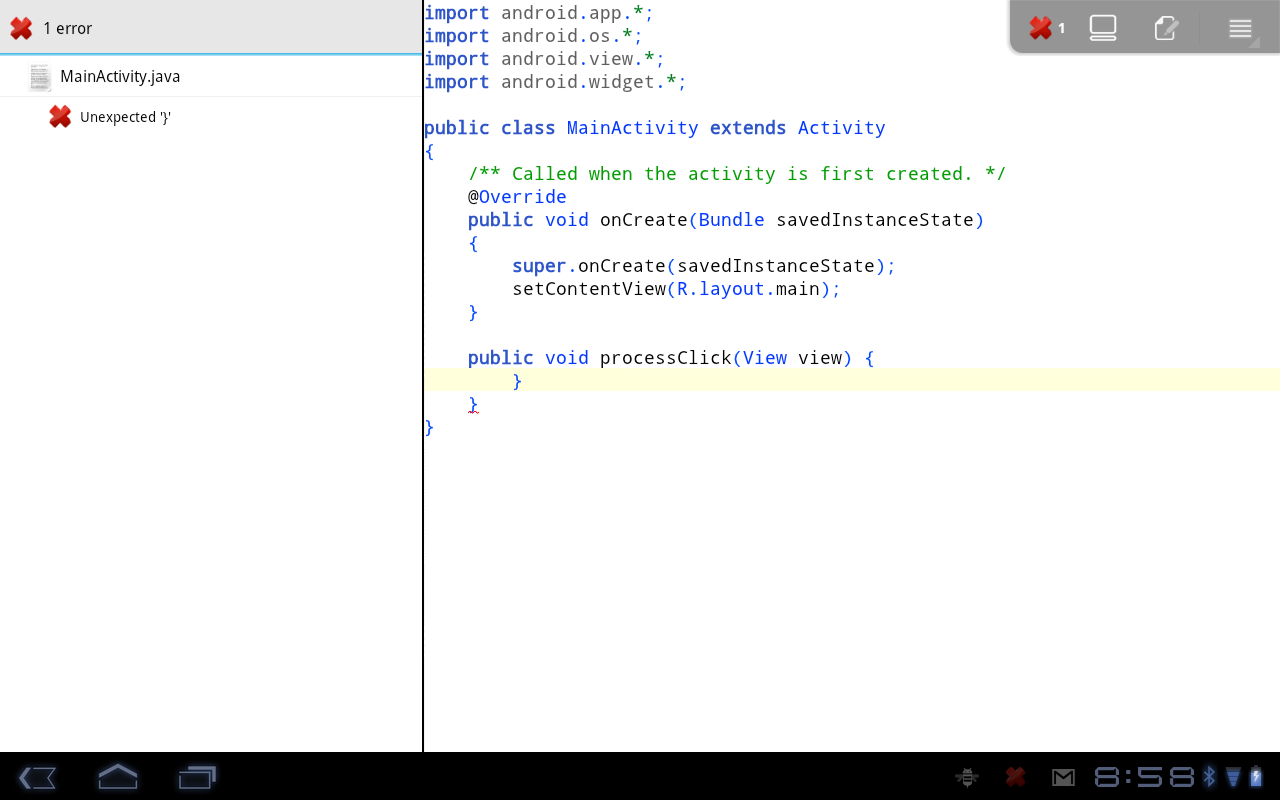 1 error
MainActivity.java
Unexpected '}'
import android.app.*;
import android.os.*;
import android.view.*;
import android.widget.*;

public class MainActivity extends Activity
{
    /** Called when the activity is first created. */
    @Override
    public void onCreate(Bundle savedInstanceState)
    {
        super.onCreate(savedInstanceState);
        setContentView(R.layout.main);
    }

    public void processClick(View view) {
        }
    }
}
1
8:58